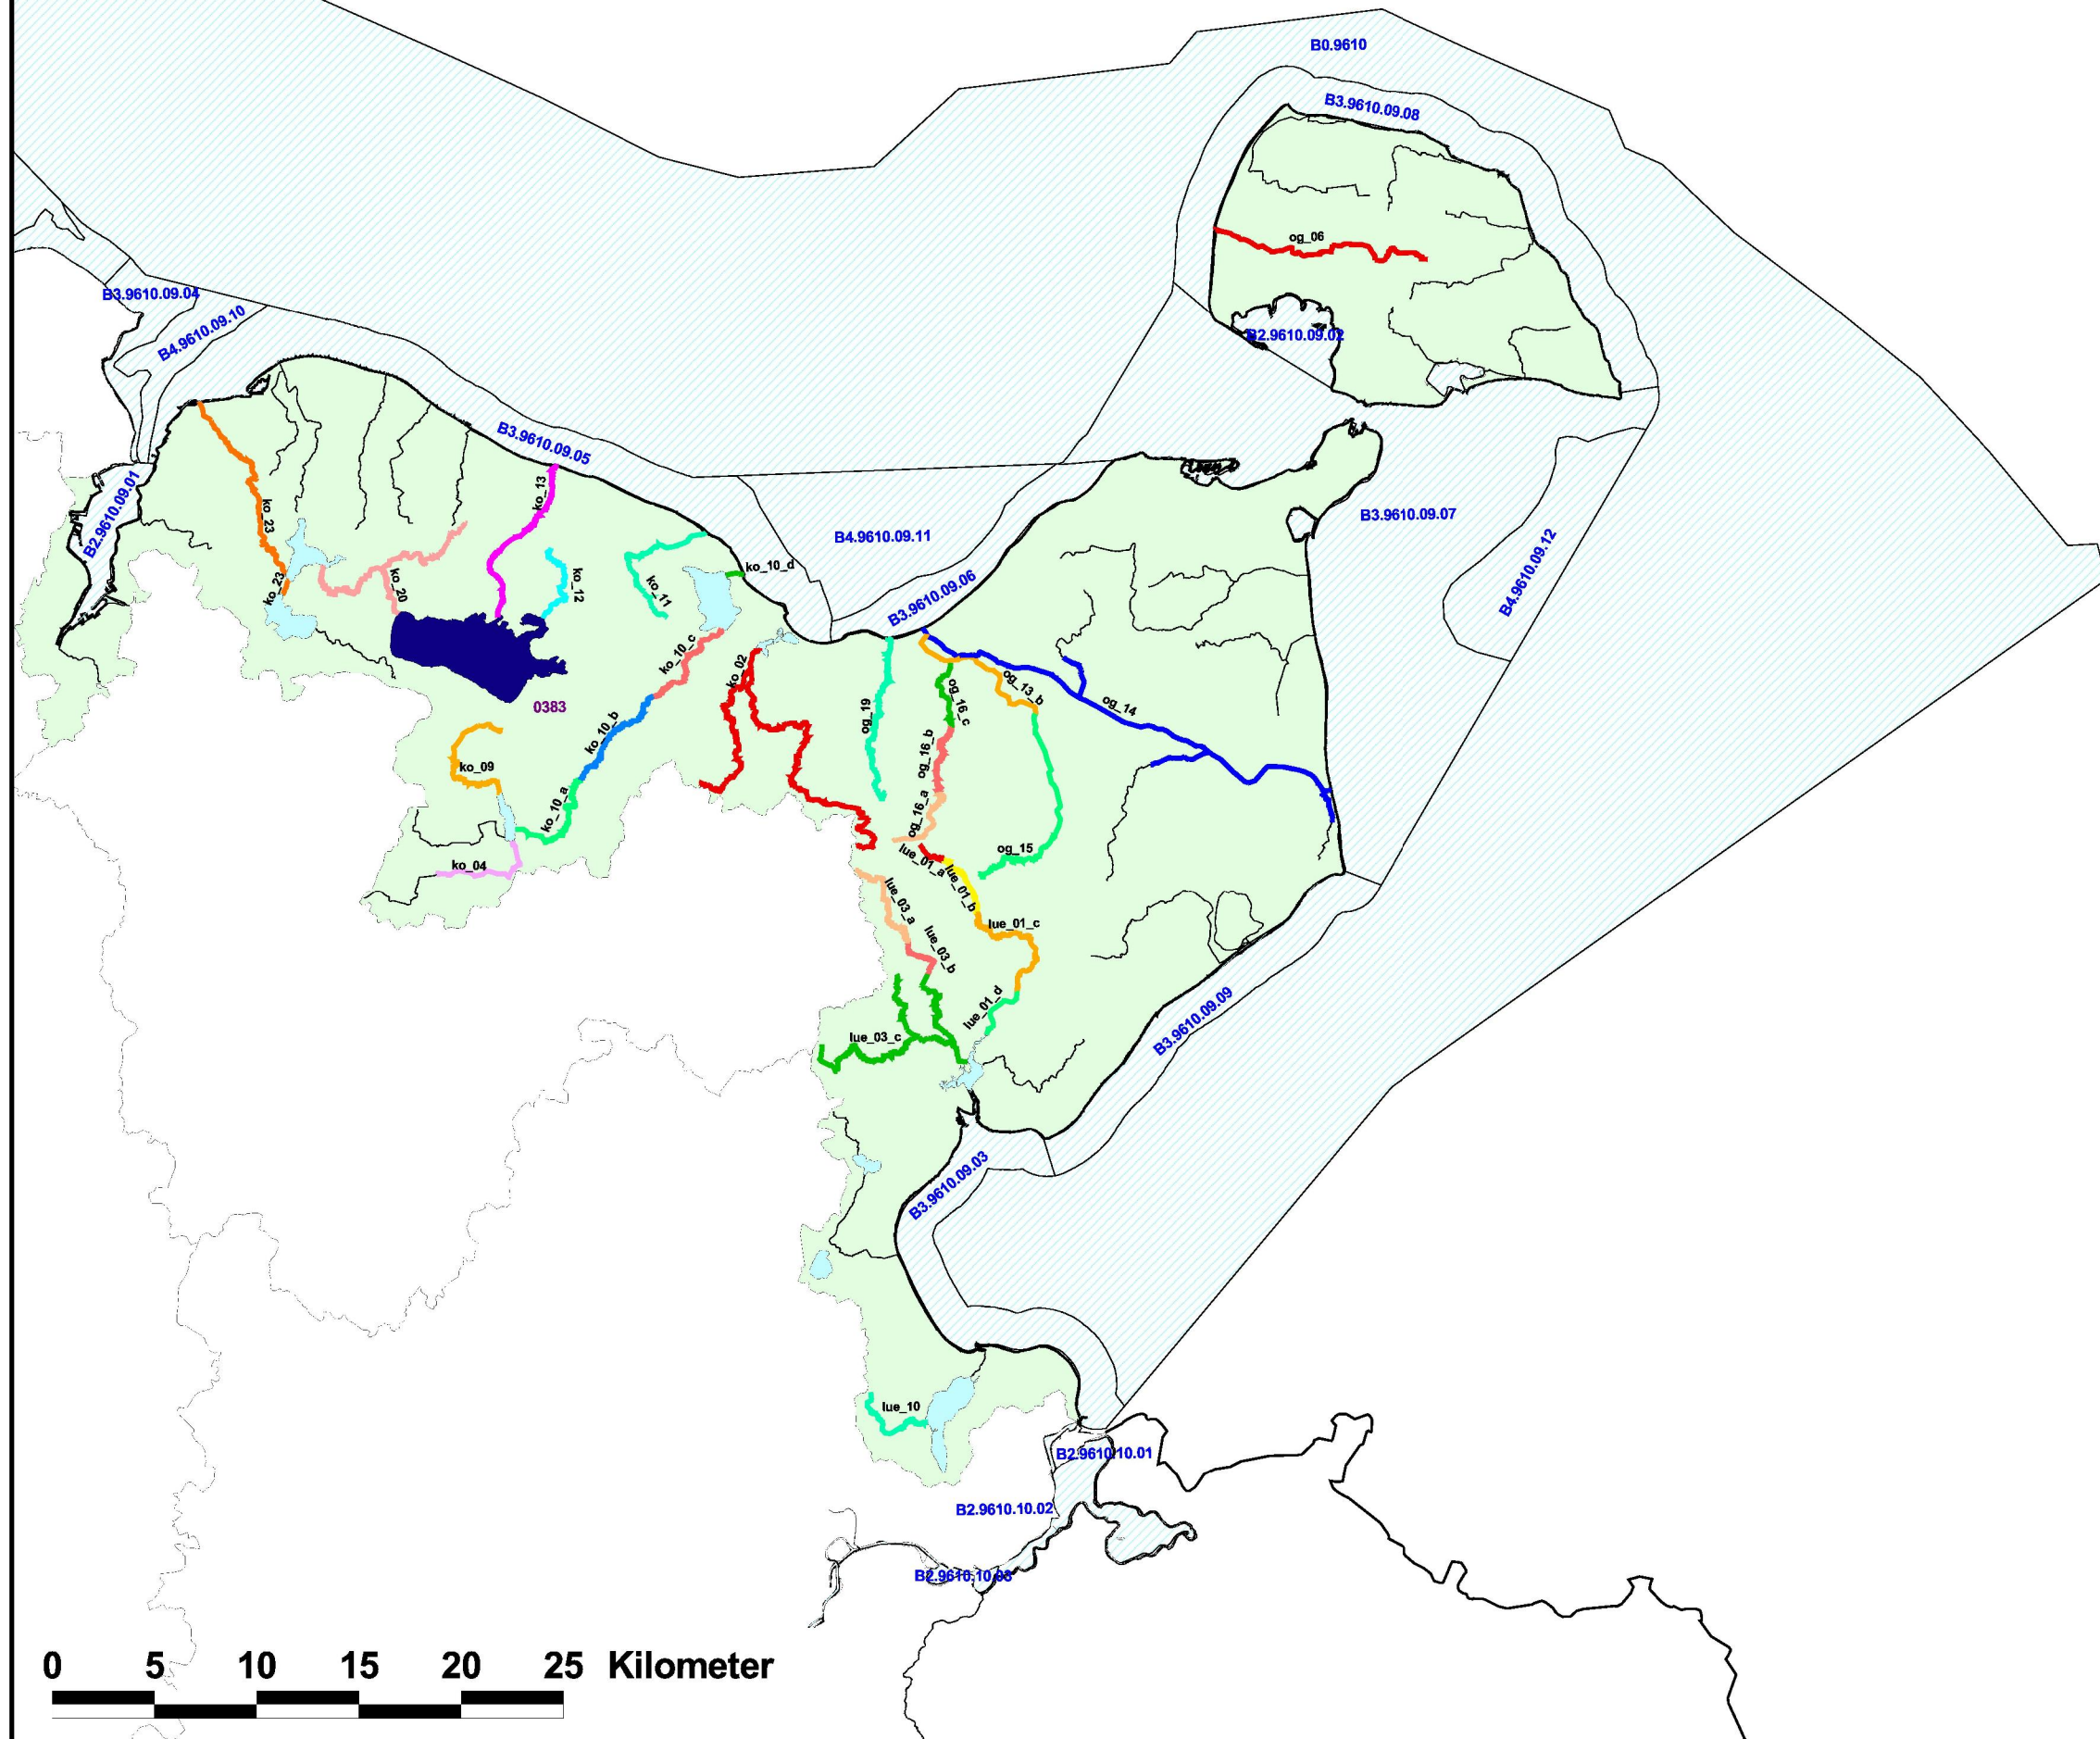 B0.9610
B3.9610.09.08
og_06
B3.9610.09.04
B4.9610.09.10
B2.9610.09.02
B3.9610.09.05
B2.9610.09.01
ko_13
ko_23
B4.9610.09.11
B3.9610.09.07
B4.9610.09.12
ko_10_d
ko_23
ko_20
ko_12
ko_11
B3.9610.09.06
ko_10_c
ko_02
0383
og_19
og_16_c
og_13_b
og_14
ko_10_b
og_16_b
ko_09
ko_10_a
og_16_a
og_15
ko_04
lue_01_a
lue_01_b
lue_03_a
lue_01_c
lue_03_b
lue_01_d
lue_03_c
B3.9610.09.09
B3.9610.09.03
lue_10
B2.9610.10.01
B2.9610.10.02
B2.9610.10.03
0 5 10 15 20 25 Kilometer